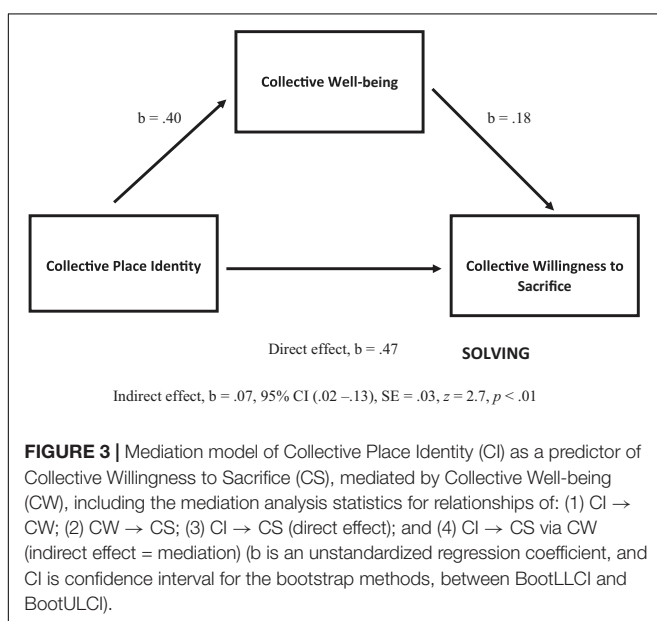 Collective Well-being
b = .40
b = .18
Collective Place Identity
Collective Willingness to
Sacrifice
Direct effect, b = .47
SOLVING
Indirect effect, b = .07, 95% CI (.02 –.13), SE = .03, z = 2.7, p < .01
FIGURE 3 | Mediation model of Collective Place Identity (CI) as a predictor of
Collective Willingness to Sacrifice (CS), mediated by Collective Well-being
(CW), including the mediation analysis statistics for relationships of: (1) CI →
CW; (2) CW → CS; (3) CI → CS (direct effect); and (4) CI → CS via CW
(indirect effect = mediation) (b is an unstandardized regression coefficient, and
CI is confidence interval for the bootstrap methods, between BootLLCI and
BootULCI).